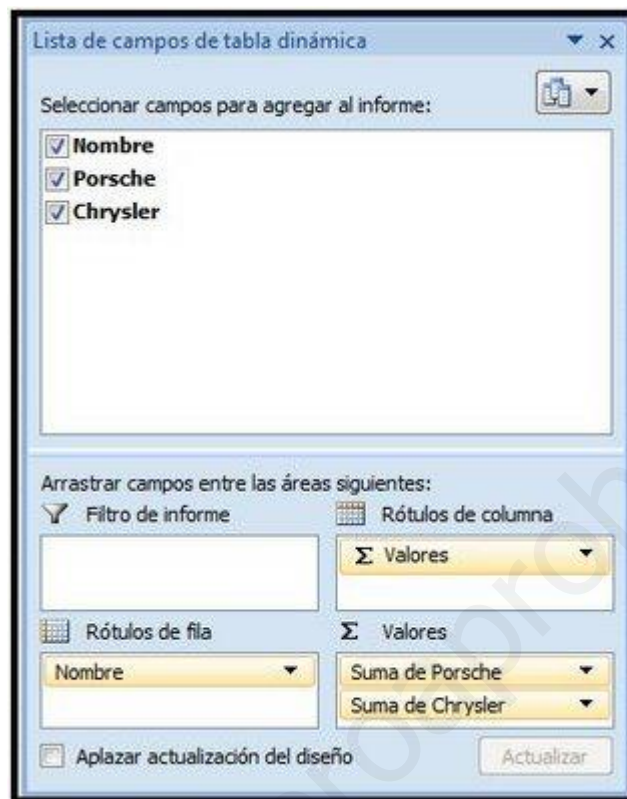 Lista de campos de tabla dinámica
Seleccionar campos para agregar al informe:
Nombre
Porsche
Chrysler
Arrastrar campos entre las áreas siguientes:
Filtro de informe
Rótulos de columna
Σ Valores
Rótulos de fila
Σ Valores
Nombre
Suma de Porsche
Suma de Chrysler
Aplazar actualización del diseño
Actualizar